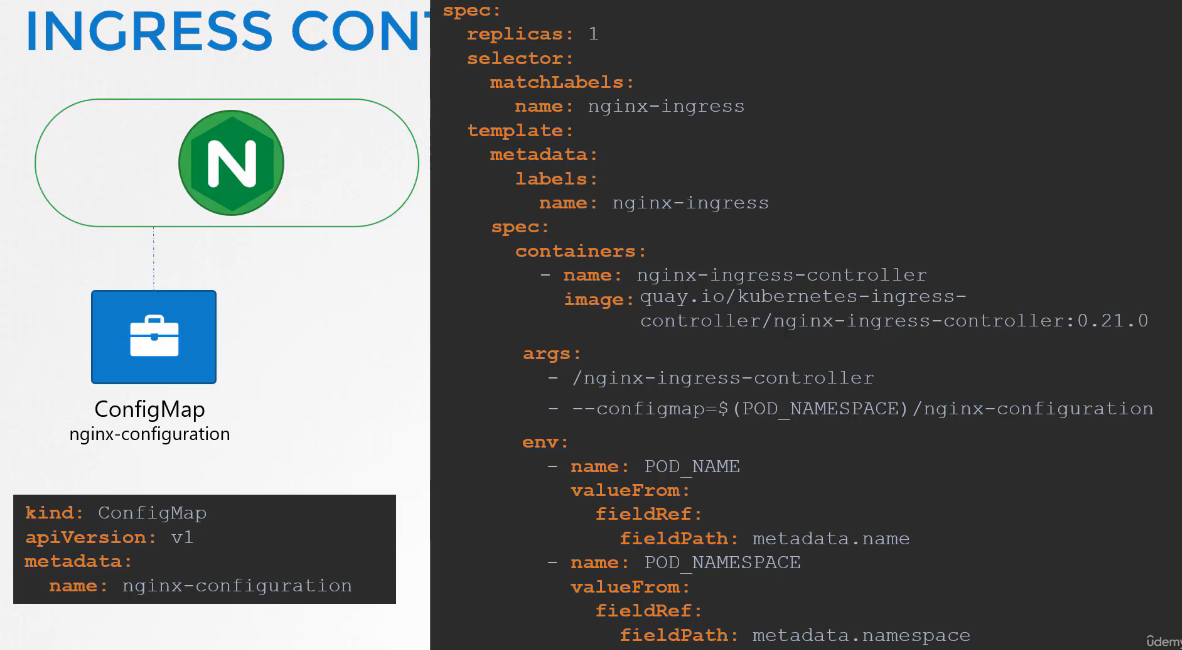 INGRESS CONT
N
ConfigMap
nginx-configuration
kind: ConfigMap
apiVersion: v1
metadata:
  name: nginx-configuration
spec:
  replicas: 1
  selector:
    matchLabels:
      name: nginx-ingress
  template:
    metadata:
      labels:
        name: nginx-ingress
    spec:
      containers:
        - name: nginx-ingress-controller
          image: quay.io/kubernetes-ingress-
controller/nginx-ingress-controller:0.21.0
      args:
        - /nginx-ingress-controller
        - --configmap=$(POD_NAMESPACE)/nginx-configuration
      env:
        - name: POD_NAME
          valueFrom:
            fieldRef:
              fieldPath: metadata.name
        - name: POD_NAMESPACE
          valueFrom:
            fieldRef:
              fieldPath: metadata.namespace
udemy